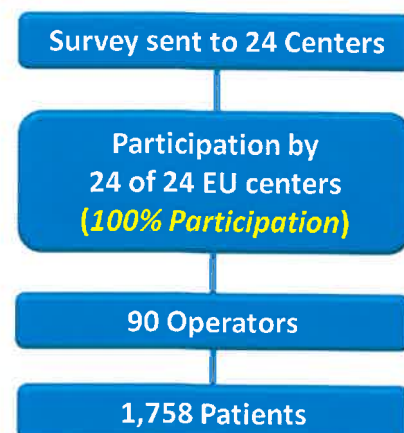 Survey sent to 24 Centers
Participation by
24 of 24 EU centers
(100% Participation)
90 Operators
1,758 Patients